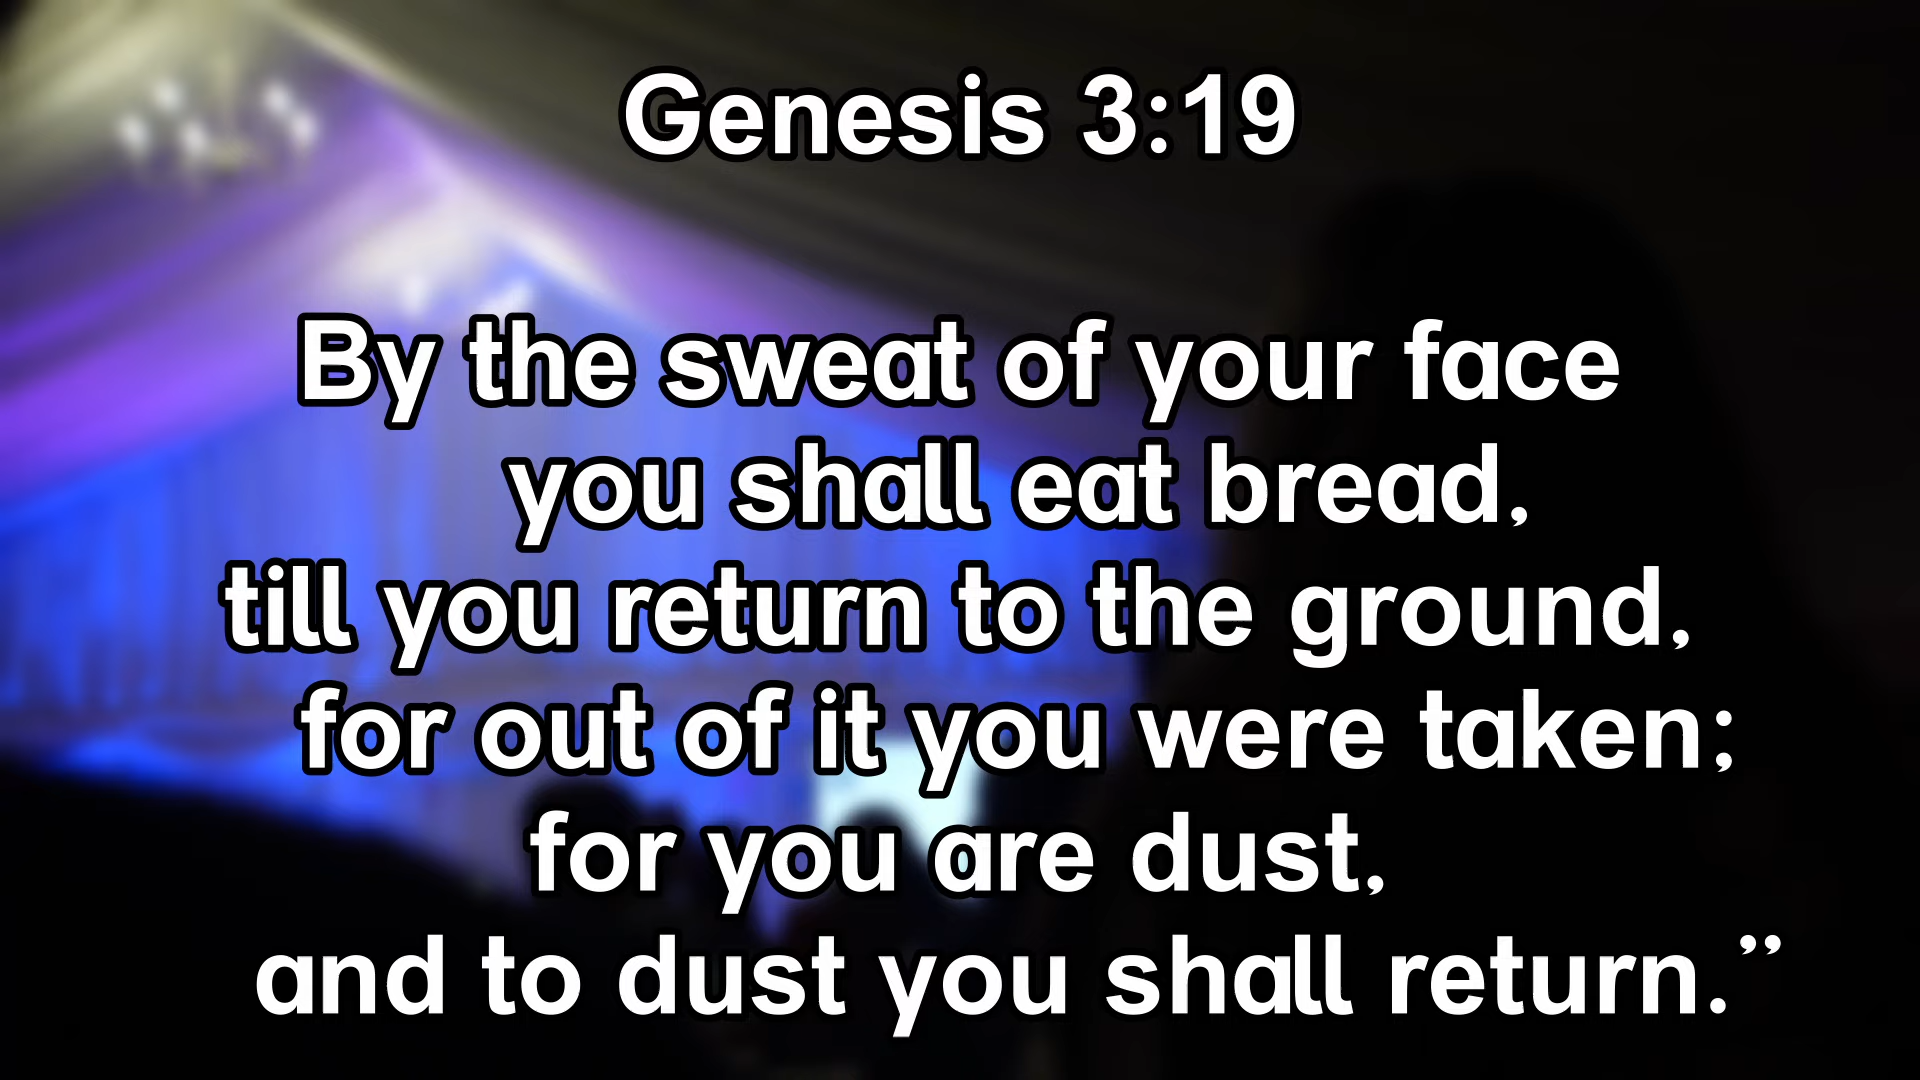 Genesis 3:19
By the sweat of your face
you shall eat bread,
till you return to the ground,
for out of it you were taken;
for you are dust,
and to dust you shall return.”